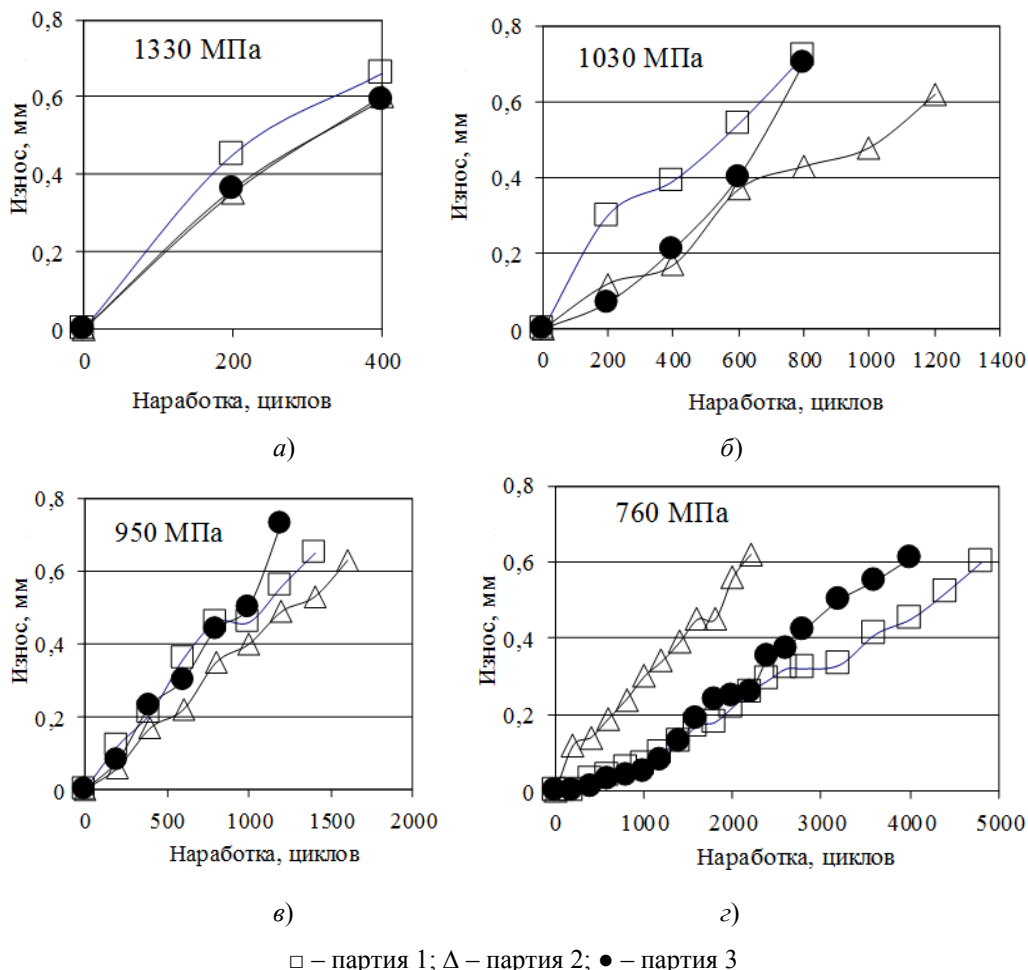 1330 МПа
0,8
0,6
0,4
0,2
0
Износ, мм
0 200 400
Наработка, циклов
а)
1030 МПа
0,8
0,6
0,4
0,2
0
Износ, мм
0 200 400 600 800 1000 1200 1400
Наработка, циклов
б)
950 МПа
0,8
0,6
0,4
0,2
0
Износ, мм
0 500 1000 1500 2000
Наработка, циклов
в)
760 МПа
0,8
0,6
0,4
0,2
0
Износ, мм
0 1000 2000 3000 4000 5000
Наработка, циклов
г)
□ – партия 1; Δ – партия 2; ● – партия 3